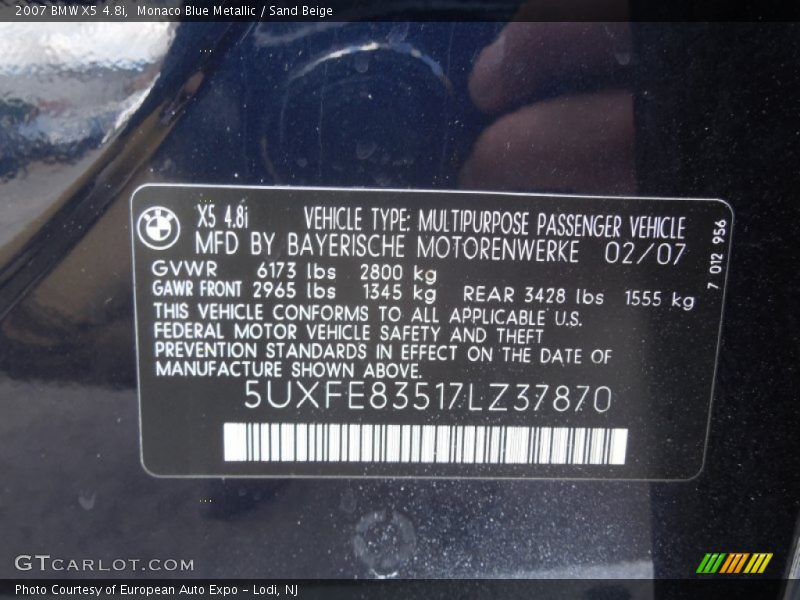 2007 BMW X5 4.8i, Monaco Blue Metallic / Sand Beige
X5 4.8i VEHICLE TYPE: MULTIPURPOSE PASSENGER VEHICLE
MFD BY BAYERISCHE MOTORENWERKE 02/07
GVWR 6173 lbs 2800 kg
GAWR FRONT 2965 lbs 1345 kg REAR 3428 lbs 1555 kg
THIS VEHICLE CONFORMS TO ALL APPLICABLE U.S.
FEDERAL MOTOR VEHICLE SAFETY AND THEFT
PREVENTION STANDARDS IN EFFECT ON THE DATE OF
MANUFACTURE SHOWN ABOVE.
5UXFE83517LZ37870
7 012 956
GTCARLOT.COM
Photo Courtesy of European Auto Expo - Lodi, NJ